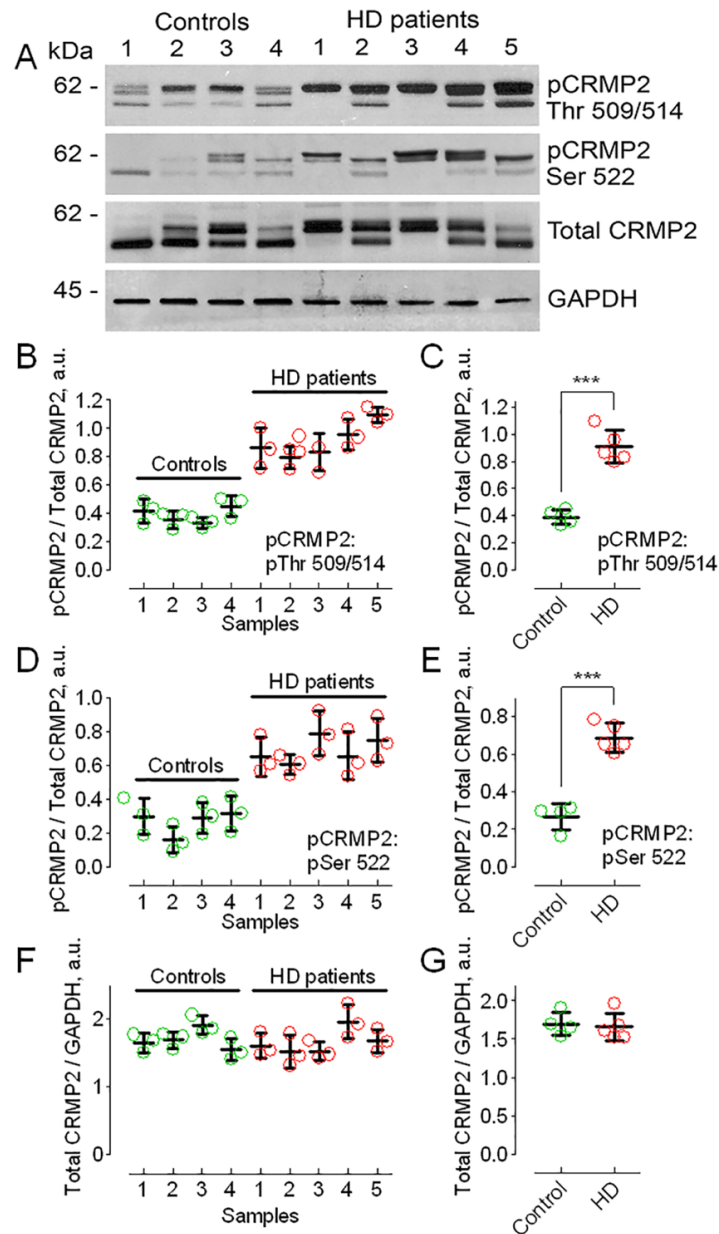 Controls HD patients
A kDa 1 2 3 4 1 2 3 4 5
62 - pCRMP2
Thr 509/514
62 - pCRMP2
Ser 522
62 - Total CRMP2
45 - GAPDH
B
pCRMP2 / Total CRMP2, a.u.
1.2
1.0
0.8
0.6
0.4
0.2
0.0
HD patients
Controls
pCRMP2:
pThr 509/514
1 2 3 4 1 2 3 4 5
Samples
C
pCRMP2 / Total CRMP2, a.u.
1.2
1.0
0.8
0.6
0.4
0.2
0.0
***
pCRMP2:
pThr 509/514
Control HD
D
pCRMP2 / Total CRMP2, a.u.
1.0
0.8
0.6
0.4
0.2
0.0
HD patients
Controls
pCRMP2:
pSer 522
1 2 3 4 1 2 3 4 5
Samples
E
pCRMP2 / Total CRMP2, a.u.
0.8
0.6
0.4
0.2
0.0
***
pCRMP2:
pSer 522
Control HD
F
Total CRMP2 / GAPDH, a.u.
2
1
0
Controls HD patients
1 2 3 4 1 2 3 4 5
Samples
G
Total CRMP2 / GAPDH, a.u.
2.0
1.5
1.0
0.5
0
Control HD